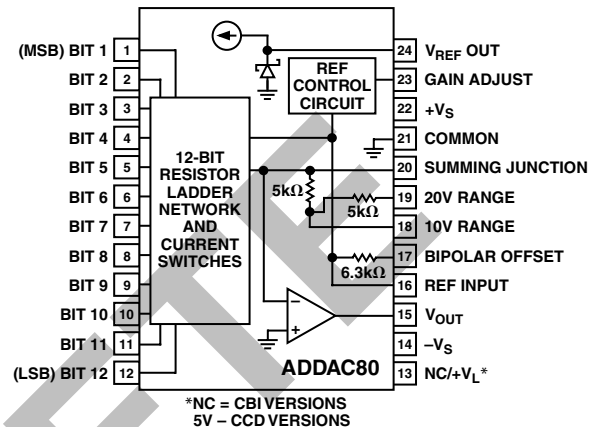 (MSB) BIT 1 1
BIT 2 2
BIT 3 3
BIT 4 4
BIT 5 5
BIT 6 6
BIT 7 7
BIT 8 8
BIT 9 9
BIT 10 10
BIT 11 11
(LSB) BIT 12 12
12-BIT
RESISTOR
LADDER
NETWORK
AND
CURRENT
SWITCHES
REF
CONTROL
CIRCUIT
5kΩ
5kΩ
6.3kΩ
–
+
ADDAC80
24 VREF OUT
23 GAIN ADJUST
22 +VS
21 COMMON
20 SUMMING JUNCTION
19 20V RANGE
18 10V RANGE
17 BIPOLAR OFFSET
16 REF INPUT
15 VOUT
14 –VS
13 NC/+VL*
*NC = CBI VERSIONS
5V – CCD VERSIONS
ETE